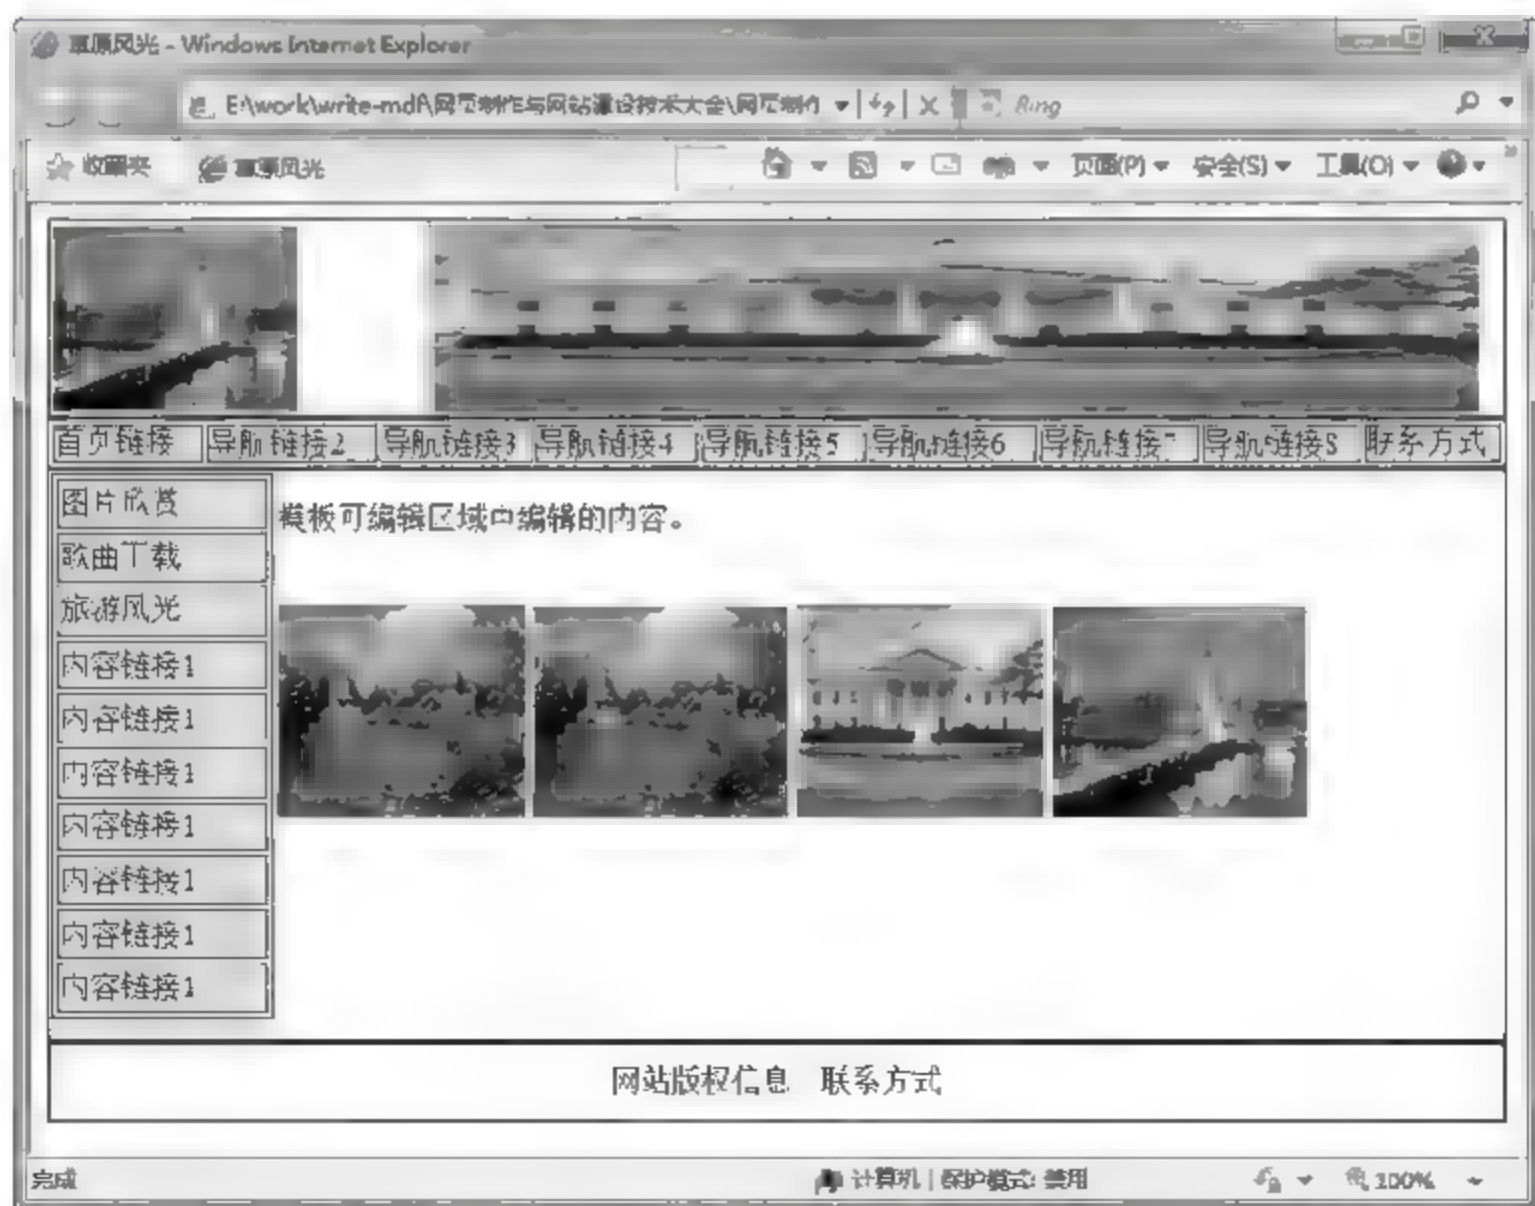 草原风光 - Windows Internet Explorer
E:\work\write-mdf\网页制作与网站建设技术大全\网页制作
Bing
收藏夹 草原风光 页面(P) 安全(S) 工具(O)
首页链接 导航链接2 导航链接3 导航链接4 导航链接5 导航链接6 导航链接7 导航链接8 联系方式
图片欣赏
模板可编辑区域中编辑的内容。
歌曲下载
旅游风光
内容链接1
内容链接1
内容链接1
内容链接1
内容链接1
内容链接1
内容链接1
网站版权信息 联系方式
完成 计算机 | 保护模式: 禁用 100%